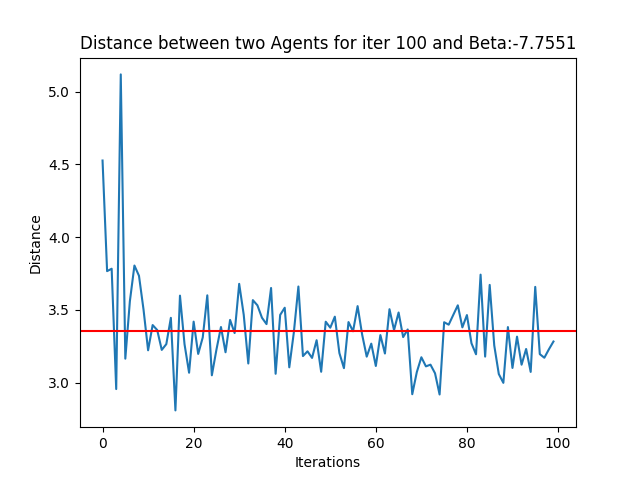 Distance between two Agents for iter 100 and Beta:-7.7551
5.0
4.5
4.0
3.5
3.0
Distance
0 20 40 60 80 100
Iterations